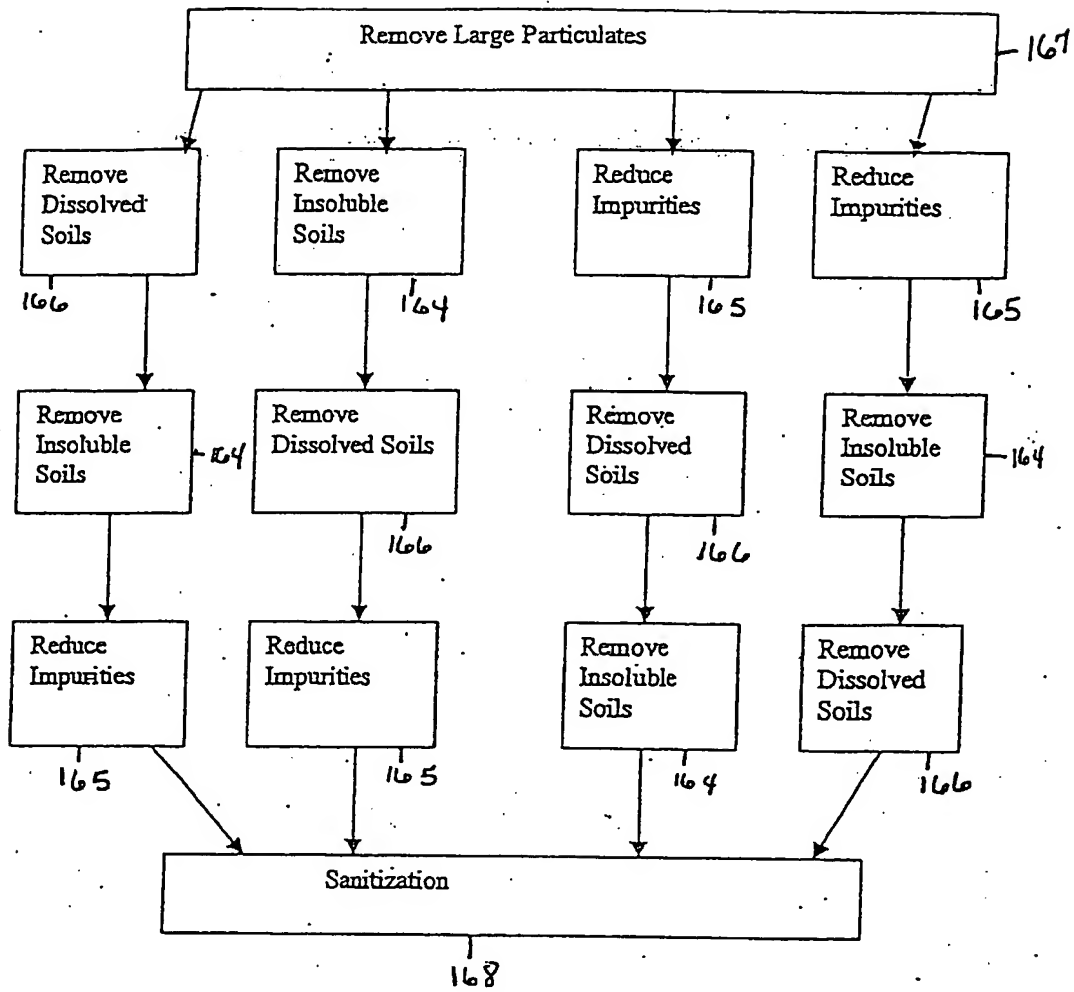 Remove Large Particulates
167
Remove
Dissolved
Soils
166
Remove
Insoluble
Soils
164
Reduce
Impurities
165
Reduce
Impurities
165
Remove
Insoluble
Soils
164
Remove
Dissolved Soils
166
Remove
Dissolved
Soils
166
Remove
Insoluble
Soils
164
Reduce
Impurities
165
Reduce
Impurities
165
Remove
Insoluble
Soils
164
Remove
Dissolved
Soils
166
Sanitization
168